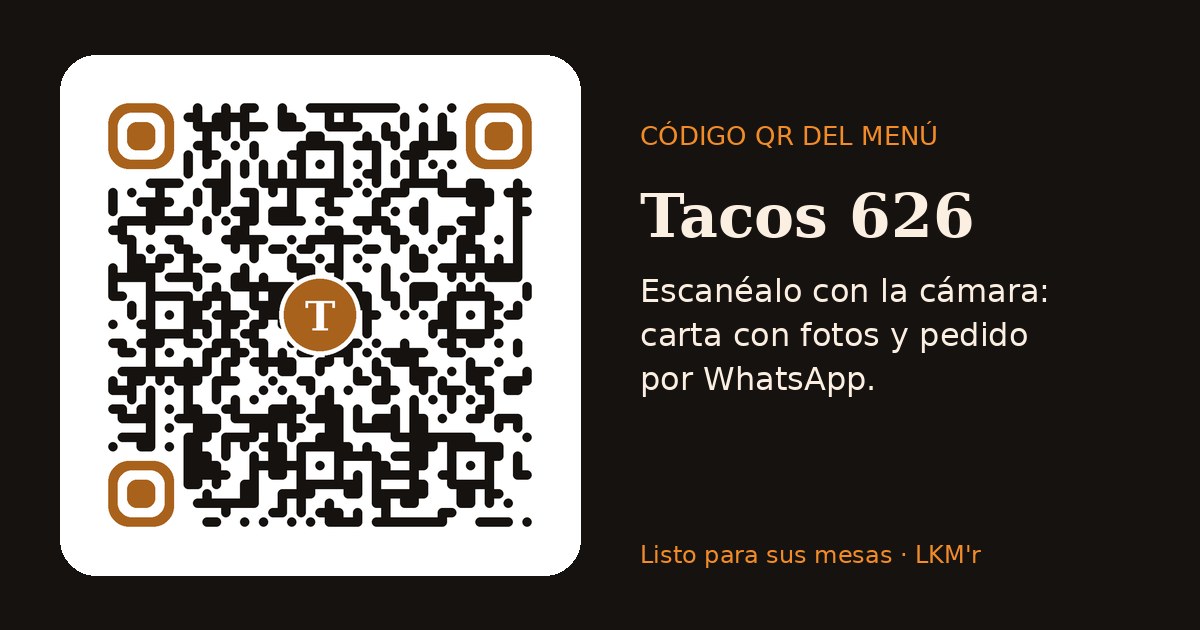 T
CÓDIGO QR DEL MENÚ
Tacos 626
Escanéalo con la cámara:
carta con fotos y pedido
por WhatsApp.
Listo para sus mesas · LKM'r